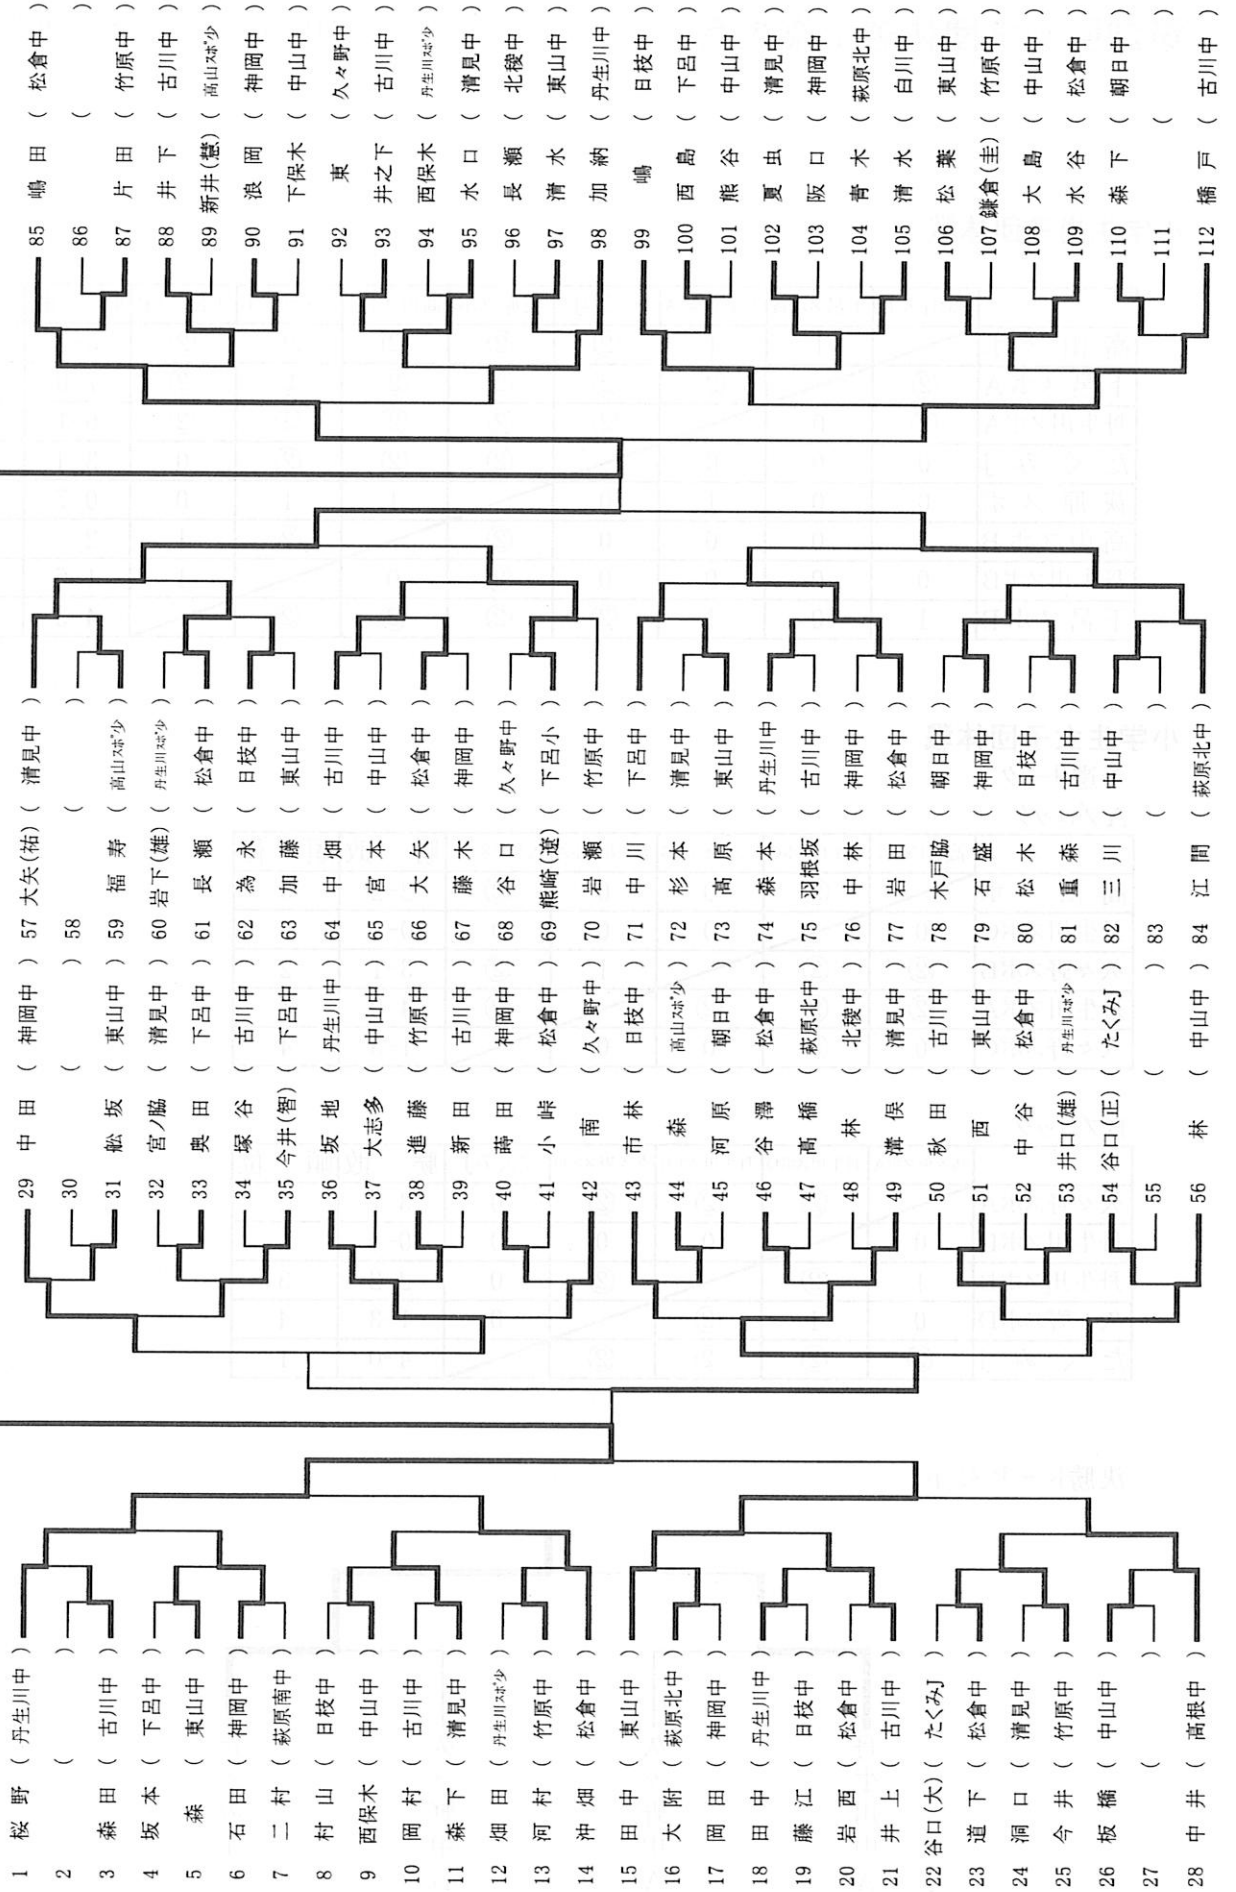 1 桜野 ( 丹生川中 )
2 ( )
3 森田 ( 古川中 )
4 坂本 ( 下呂中 )
5 森 ( 東山中 )
6 石田 ( 神岡中 )
7 二村 ( 萩原南中 )
8 村山 ( 日枝中 )
9 西保木 ( 中山中 )
10 岡村 ( 古川中 )
11 森下 ( 清見中 )
12 畑田 ( 丹生川スポ少 )
13 河村 ( 竹原中 )
14 沖畑 ( 松倉中 )
15 田中 ( 東山中 )
16 大附 ( 萩原北中 )
17 岡田 ( 神岡中 )
18 田中 ( 丹生川中 )
19 藤江 ( 日枝中 )
20 岩西 ( 松倉中 )
21 井上 ( 古川中 )
22 谷口(大) ( たくみJ )
23 道下 ( 松倉中 )
24 洞口 ( 清見中 )
25 今井 ( 竹原中 )
26 板橋 ( 中山中 )
27 ( )
28 中井 ( 高根中 )
29 中田 ( 神岡中 )
30 ( )
31 舩坂 ( 東山中 )
32 宮ノ脇 ( 清見中 )
33 奥田 ( 下呂中 )
34 塚谷 ( 古川中 )
35 今井(智) ( 下呂中 )
36 坂地 ( 丹生川中 )
37 大志多 ( 中山中 )
38 進藤 ( 竹原中 )
39 新田 ( 古川中 )
40 蒔田 ( 神岡中 )
41 小峠 ( 松倉中 )
42 南 ( 久々野中 )
43 市林 ( 日枝中 )
44 森 ( 高山スポ少 )
45 河原 ( 朝日中 )
46 谷澤 ( 松倉中 )
47 髙橋 ( 萩原北中 )
48 林 ( 北稜中 )
49 溝俣 ( 清見中 )
50 秋田 ( 古川中 )
51 西 ( 東山中 )
52 中谷 ( 松倉中 )
53 井口(雄) ( 丹生川スポ少 )
54 谷口(正) ( たくみJ )
55 ( )
56 林 ( 中山中 )
57 大矢(祐) ( 清見中 )
58 ( )
59 福寿 ( 高山スポ少 )
60 岩下(雄) ( 丹生川スポ少 )
61 長瀬 ( 松倉中 )
62 為永 ( 日枝中 )
63 加藤 ( 東山中 )
64 中畑 ( 古川中 )
65 宮本 ( 中山中 )
66 大矢 ( 松倉中 )
67 藤木 ( 神岡中 )
68 谷口 ( 久々野中 )
69 熊崎(遼) ( 下呂小 )
70 岩瀬 ( 竹原中 )
71 中川 ( 下呂中 )
72 杉本 ( 清見中 )
73 髙原 ( 東山中 )
74 森本 ( 丹生川中 )
75 羽根坂 ( 古川中 )
76 中林 ( 神岡中 )
77 岩田 ( 松倉中 )
78 木戸脇 ( 朝日中 )
79 石盛 ( 神岡中 )
80 松木 ( 日枝中 )
81 重森 ( 古川中 )
82 三川 ( 中山中 )
83 ( )
84 江間 ( 萩原北中 )
85 嶋田 ( 松倉中 )
86 ( )
87 片田 ( 竹原中 )
88 井下 ( 古川中 )
89 新井(慧) ( 高山スポ少 )
90 浪岡 ( 神岡中 )
91 下保木 ( 中山中 )
92 東 ( 久々野中 )
93 井之下 ( 古川中 )
94 西保木 ( 丹生川スポ少 )
95 水口 ( 清見中 )
96 長瀬 ( 北稜中 )
97 清水 ( 東山中 )
98 加納 ( 丹生川中 )
99 嶋 ( 日枝中 )
100 西島 ( 下呂中 )
101 熊谷 ( 中山中 )
102 夏虫 ( 清見中 )
103 阪口 ( 神岡中 )
104 青木 ( 萩原北中 )
105 清水 ( 白川中 )
106 松葉 ( 東山中 )
107 鎌倉(圭) ( 竹原中 )
108 大島 ( 中山中 )
109 水谷 ( 松倉中 )
110 森下 ( 朝日中 )
111 ( )
112 橋戸 ( 古川中 )